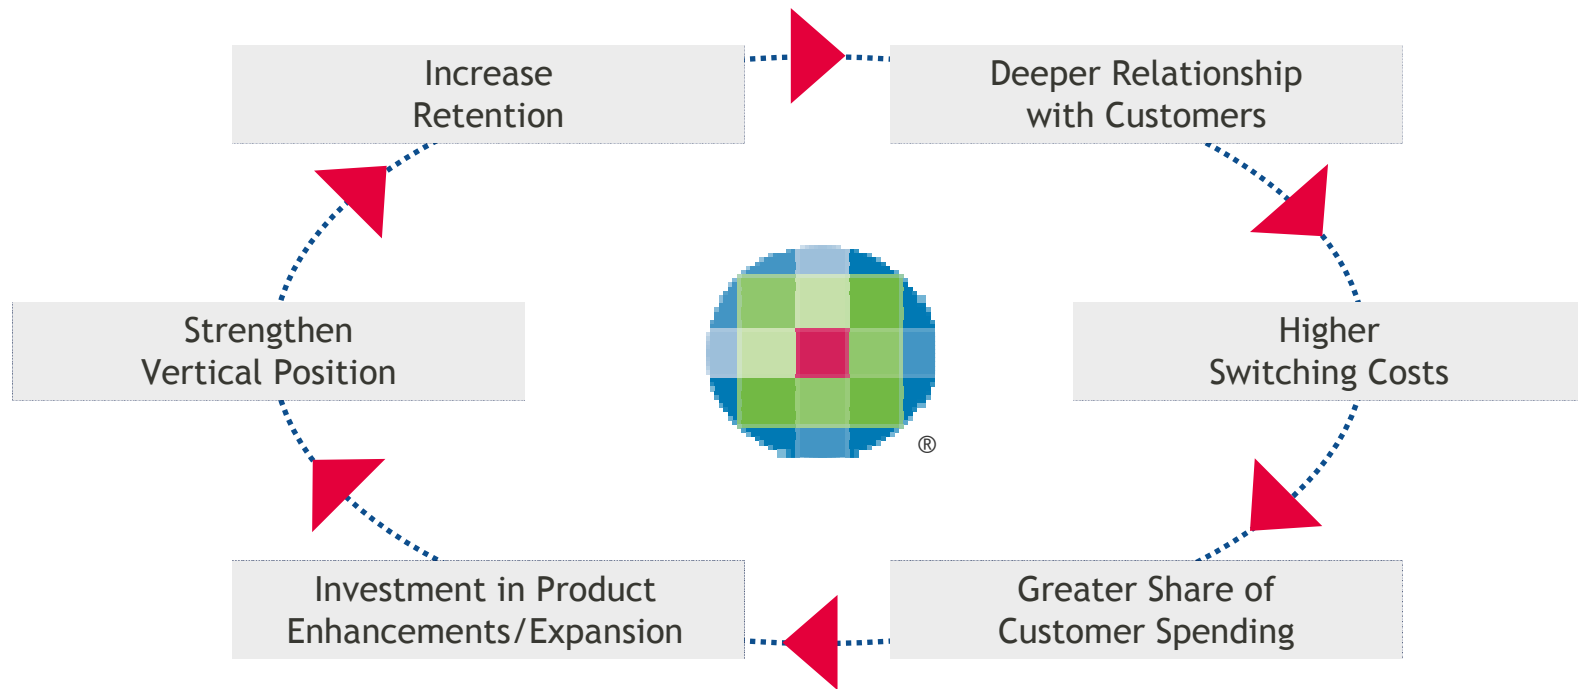 Increase
Retention
Deeper Relationship
with Customers
Strengthen
Vertical Position
Higher
Switching Costs
®
Investment in Product
Enhancements/Expansion
Greater Share of
Customer Spending